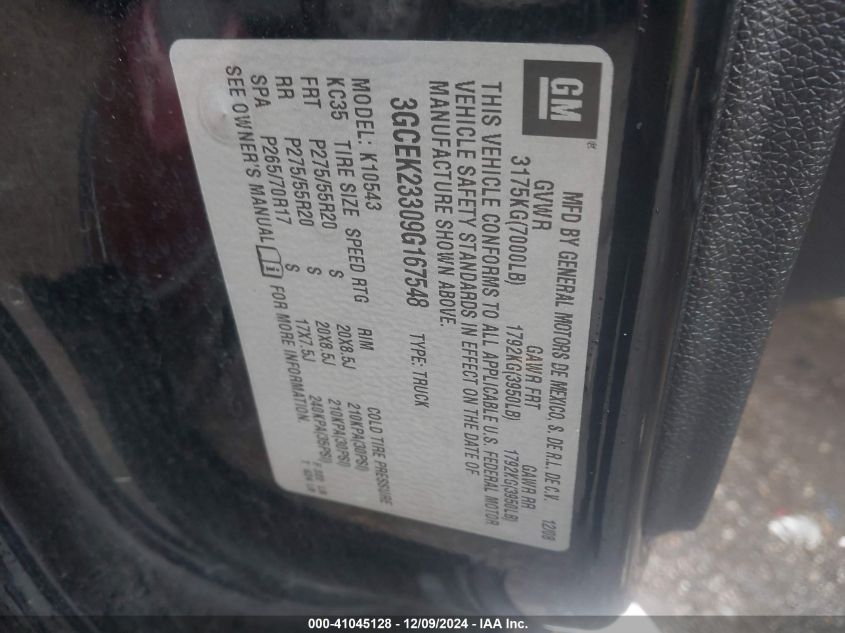 GM
MFD BY GENERAL MOTORS DE MEXICO, S. DE R.L. DE C.V. 12/08
GVWR GAWR FRT GAWR RR
3175KG(7000LB) 1792KG(3950LB) 1792KG(3950LB)
THIS VEHICLE CONFORMS TO ALL APPLICABLE U.S. FEDERAL MOTOR
VEHICLE SAFETY STANDARDS IN EFFECT ON THE DATE OF
MANUFACTURE SHOWN ABOVE.
3GCEK23309G167548 TYPE: TRUCK
MODEL: K10543
KC35 TIRE SIZE SPEED RTG RIM COLD TIRE PRESSURE
FRT P275/55R20 S 20X8.5J 210KPA(30PSI)
RR P275/55R20 S 20X8.5J 210KPA(30PSI)
SPA P265/70R17 S 17X7.5J 240KPA(35PSI)
SEE OWNER'S MANUAL FOR MORE INFORMATION.
000-41045128 - 12/09/2024 - IAA Inc.